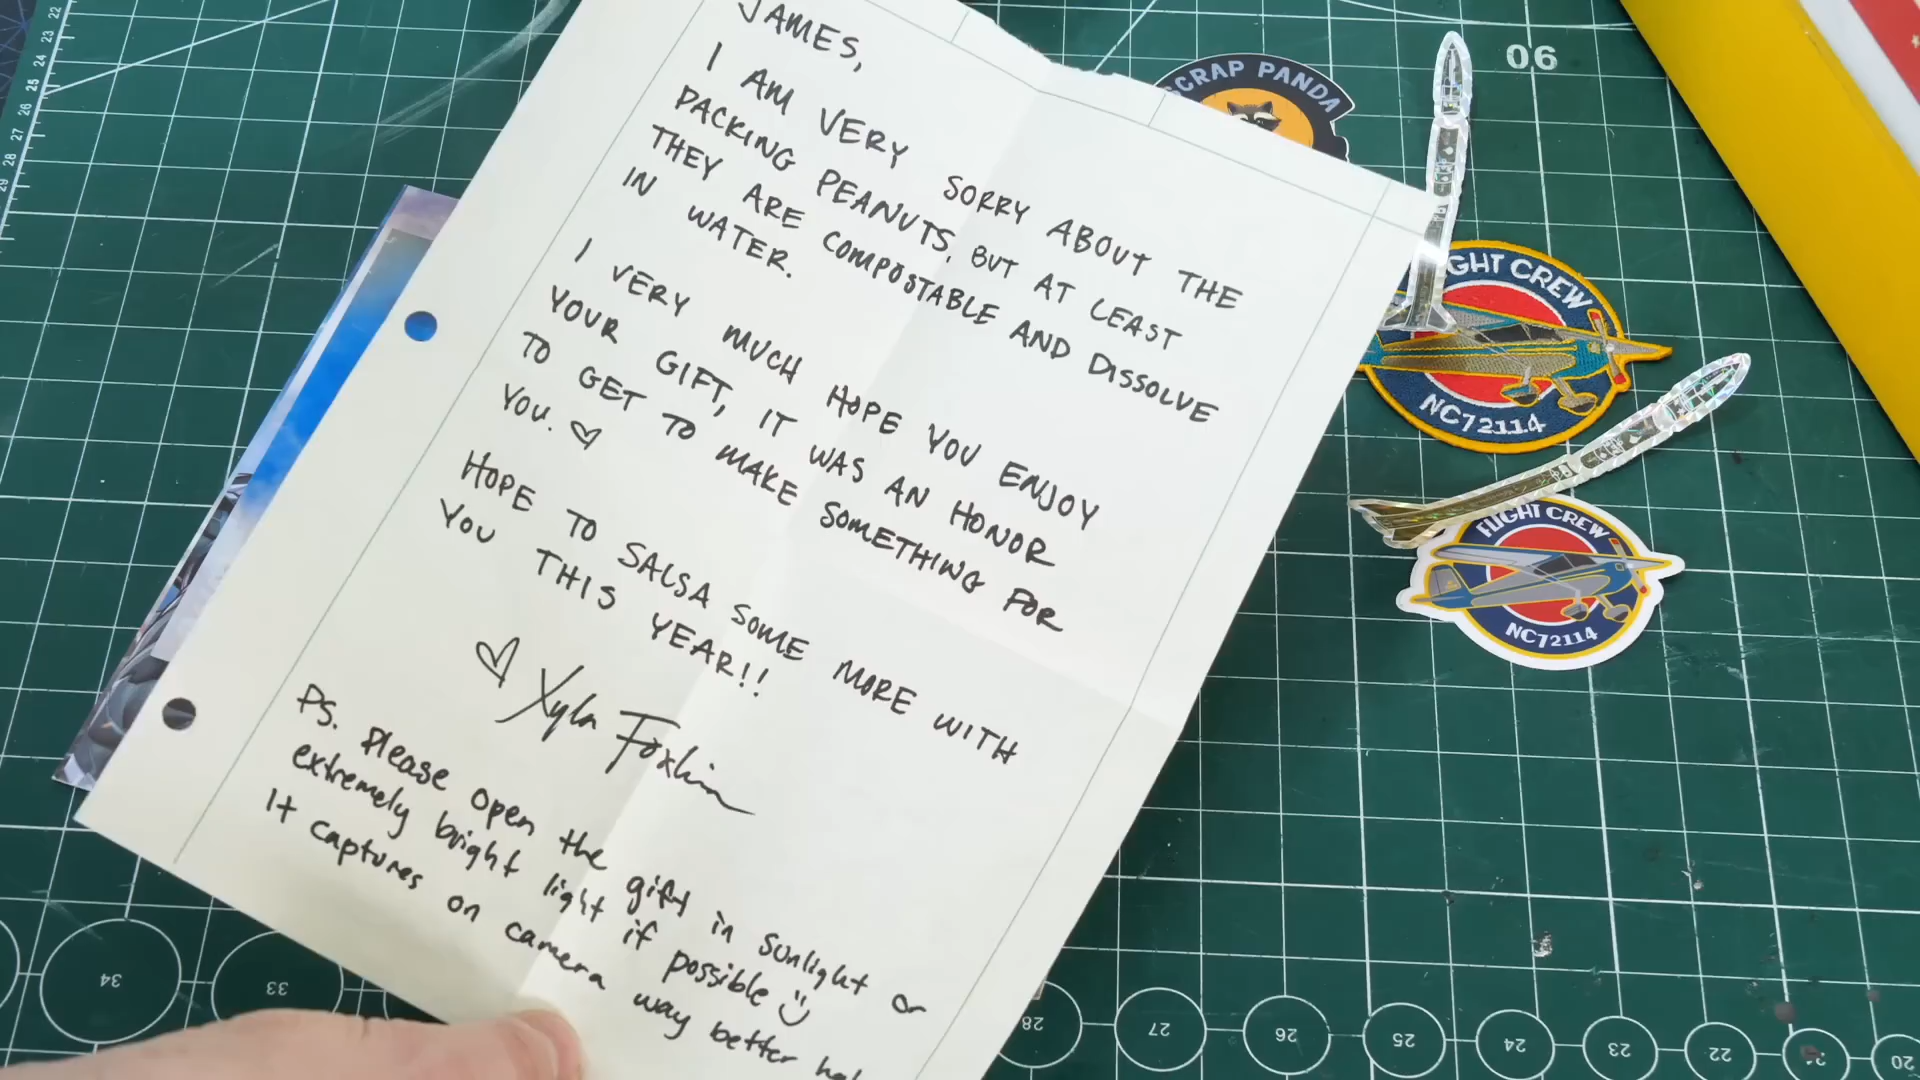 JAMES,
I AM VERY SORRY ABOUT THE
PACKING PEANUTS, BUT AT LEAST
THEY ARE COMPOSTABLE AND DISSOLVE
IN WATER.
I VERY MUCH HOPE YOU ENJOY
YOUR GIFT, IT WAS AN HONOR
TO GET TO MAKE SOMETHING FOR
YOU. ♡
HOPE TO SALSA SOME MORE WITH
YOU THIS YEAR!!
♡ Xyla Foxlin
PS. Please open the gift in sunlight or
extremely bright light if possible
It captures on camera way better
SCRAP PANDA
FLIGHT CREW
NC72114
FLIGHT CREW
NC72114
06
22
23
24
25
26
27
28
29
34
33
28
27
26
25
24
23
22
21
20